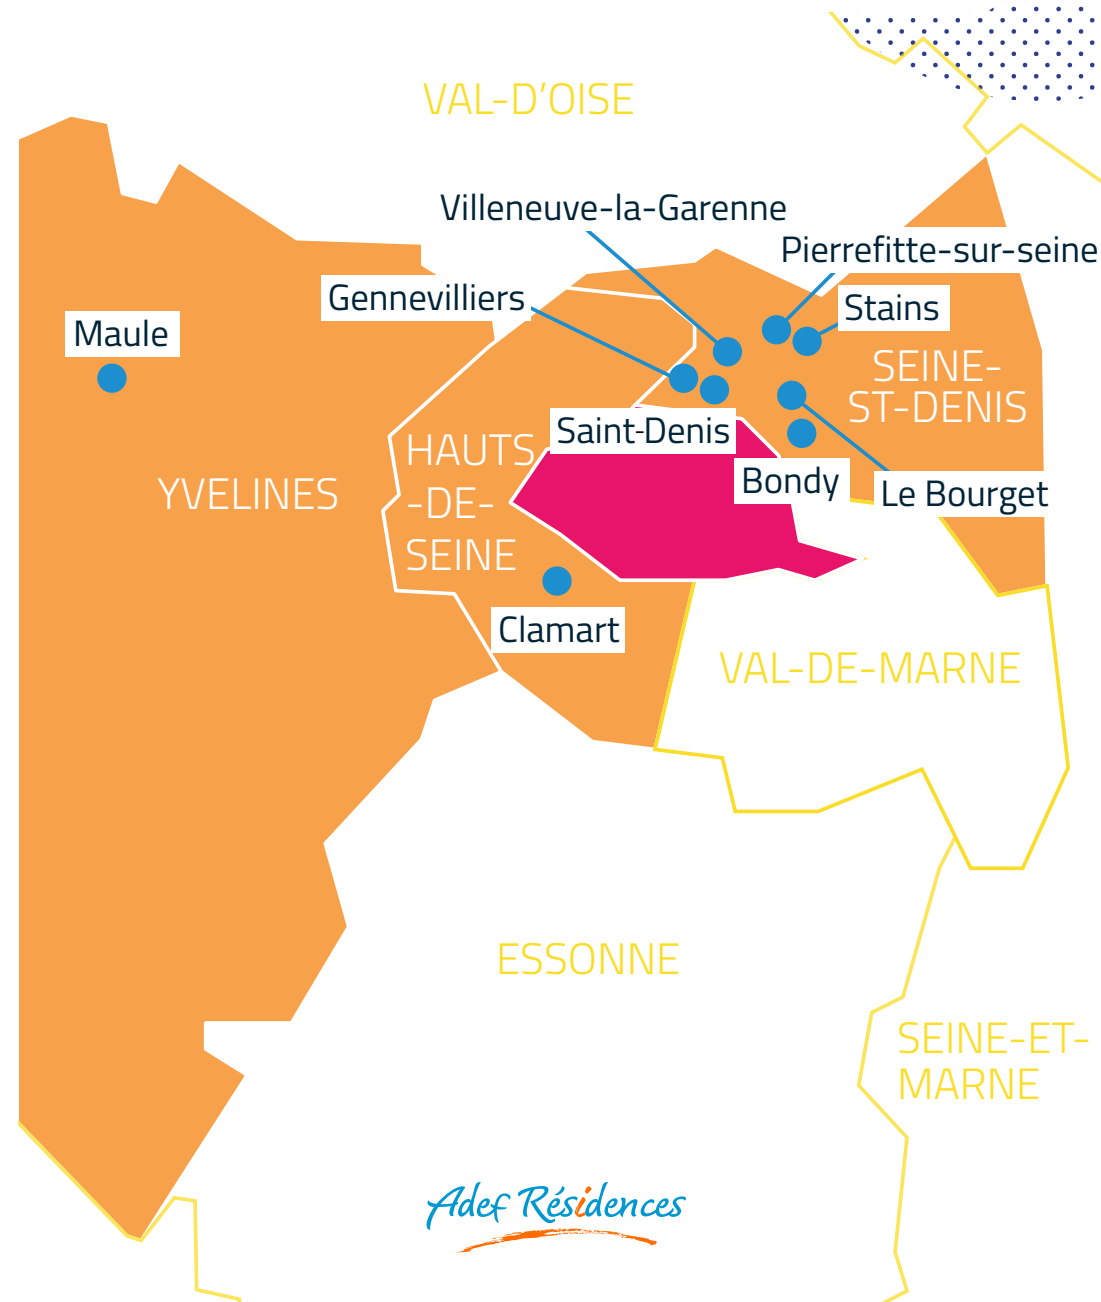 VAL-D’OISE
Villeneuve-la-Garenne
Pierrefitte-sur-seine
Gennevilliers
Stains
Maule
SEINE-
ST-DENIS
Saint-Denis
HAUTS
-DE-
SEINE
YVELINES
Bondy
Le Bourget
Clamart
VAL-DE-MARNE
ESSONNE
SEINE-ET-
MARNE
Adef Résidences